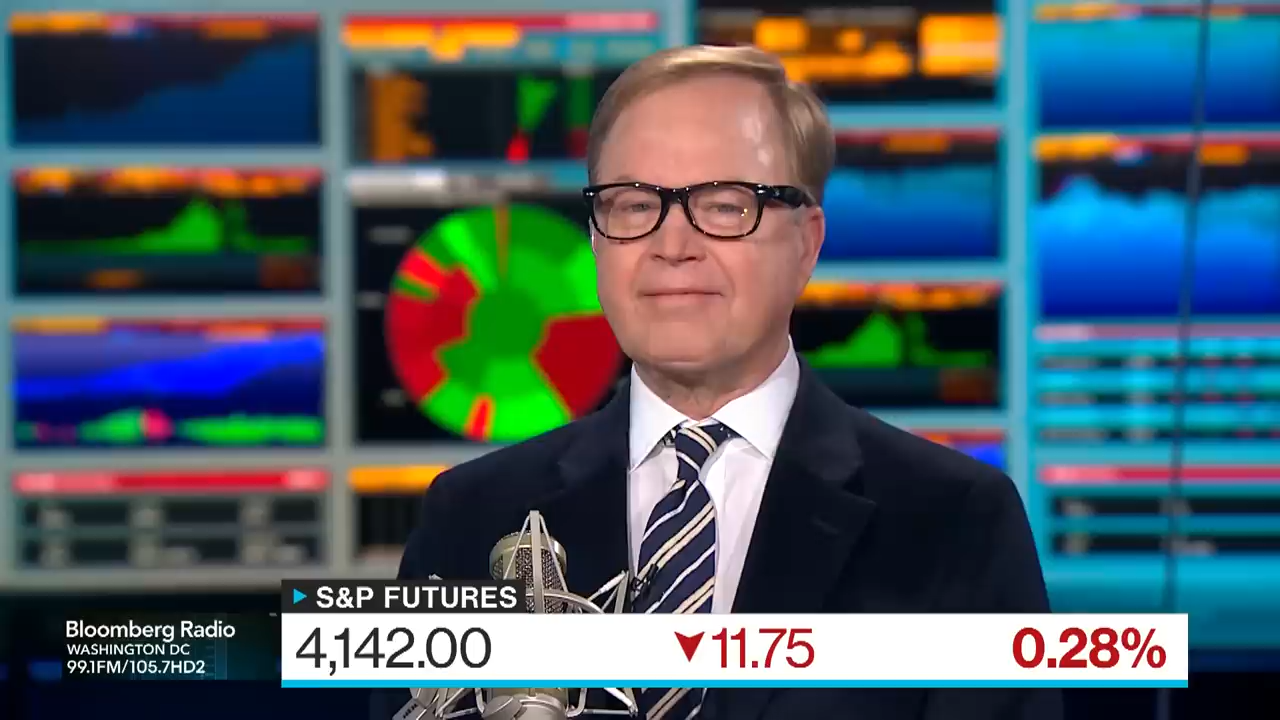 S&P FUTURES
4,142.00 11.75 0.28%
Bloomberg Radio
WASHINGTON DC
99.1FM/105.7HD2